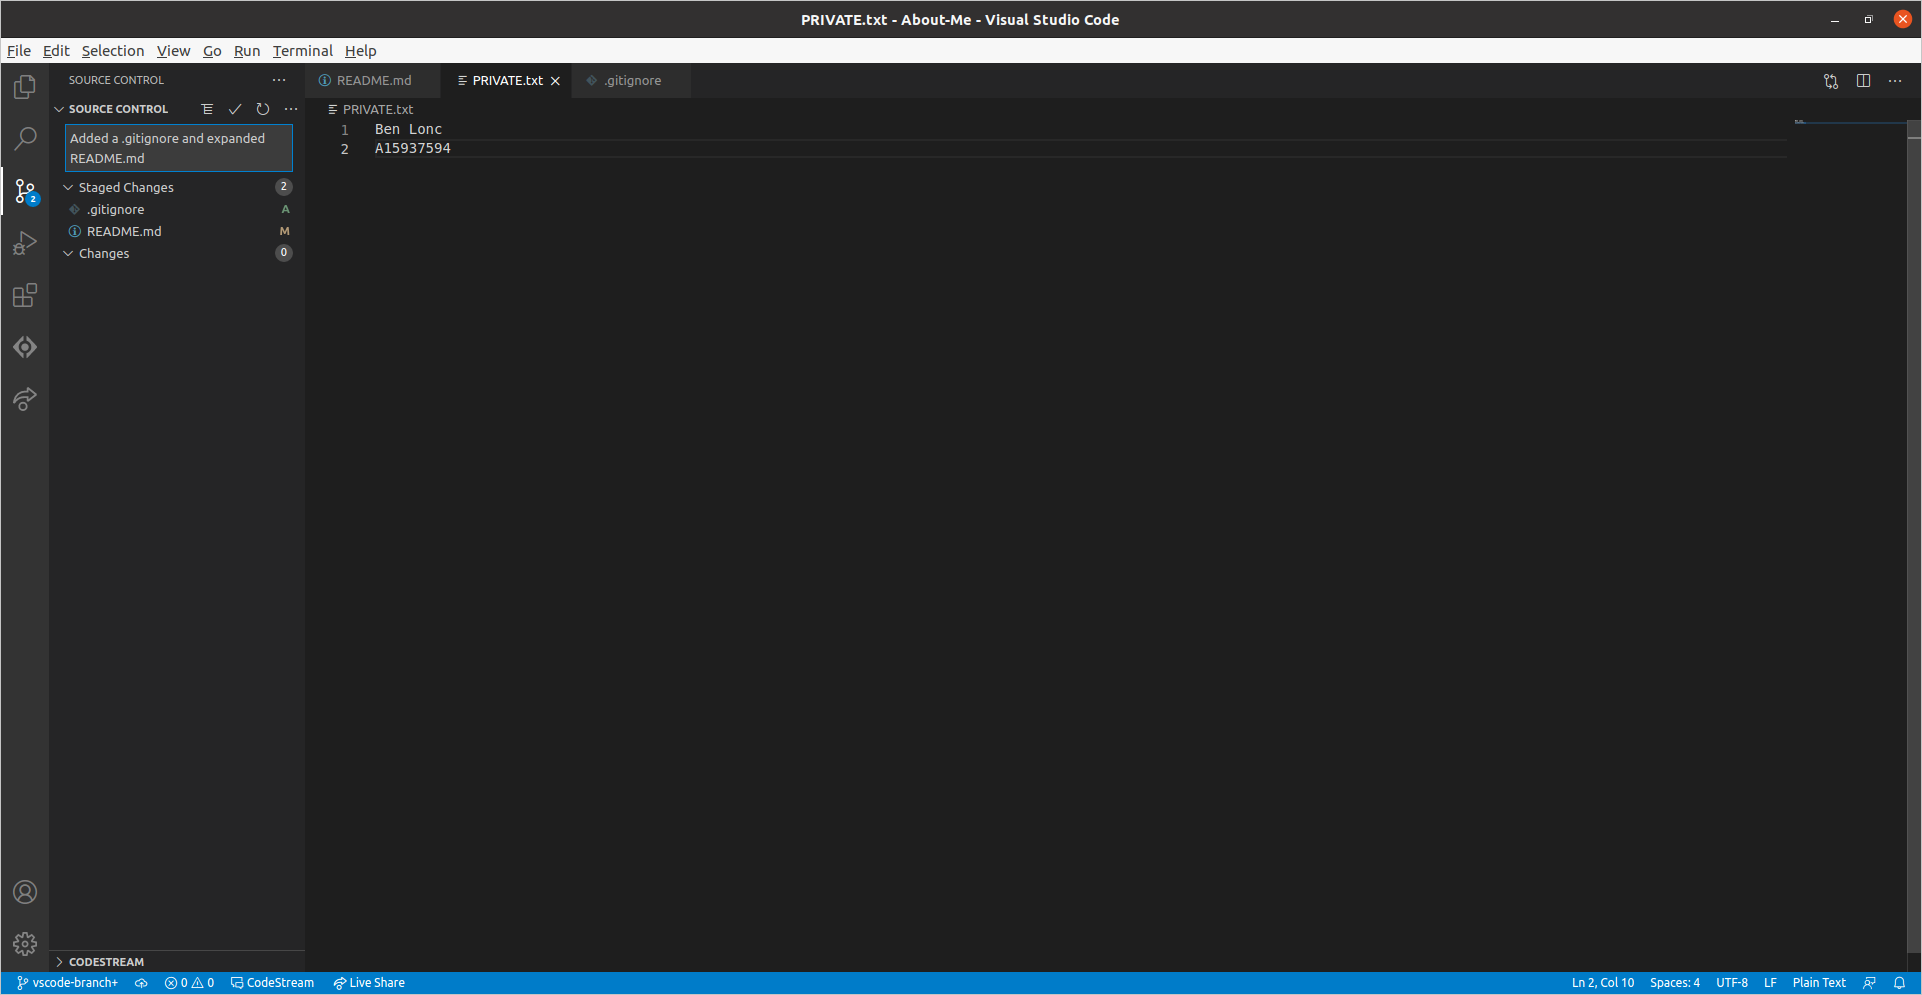 PRIVATE.txt - About-Me - Visual Studio Code
File Edit Selection View Go Run Terminal Help
SOURCE CONTROL
README.md PRIVATE.txt .gitignore
SOURCE CONTROL
PRIVATE.txt
Added a .gitignore and expanded
README.md
1 Ben Lonc
2 A15937594
Staged Changes 2
.gitignore A
README.md M
Changes 0
2
CODESTREAM
vscode-branch+ 0 0 CodeStream Live Share Ln 2, Col 10 Spaces: 4 UTF-8 LF Plain Text